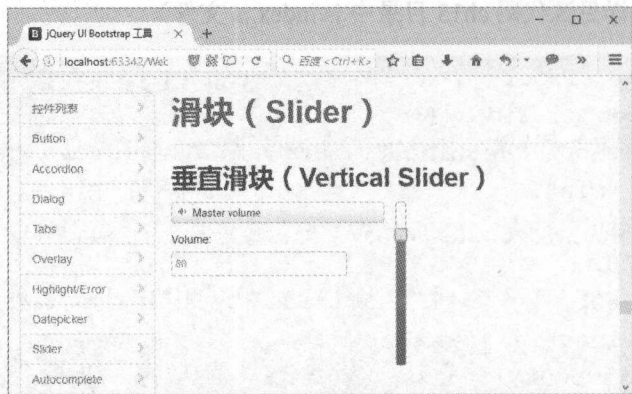 jQuery UI Bootstrap 工具
localhost:63342/Web
百度 <Ctrl+K>
控件列表
Button
Accordion
Dialog
Tabs
Overlay
Highlight/Error
Datepicker
Slider
Autocomplete
滑块（Slider）
垂直滑块（Vertical Slider）
Master volume
Volume:
80